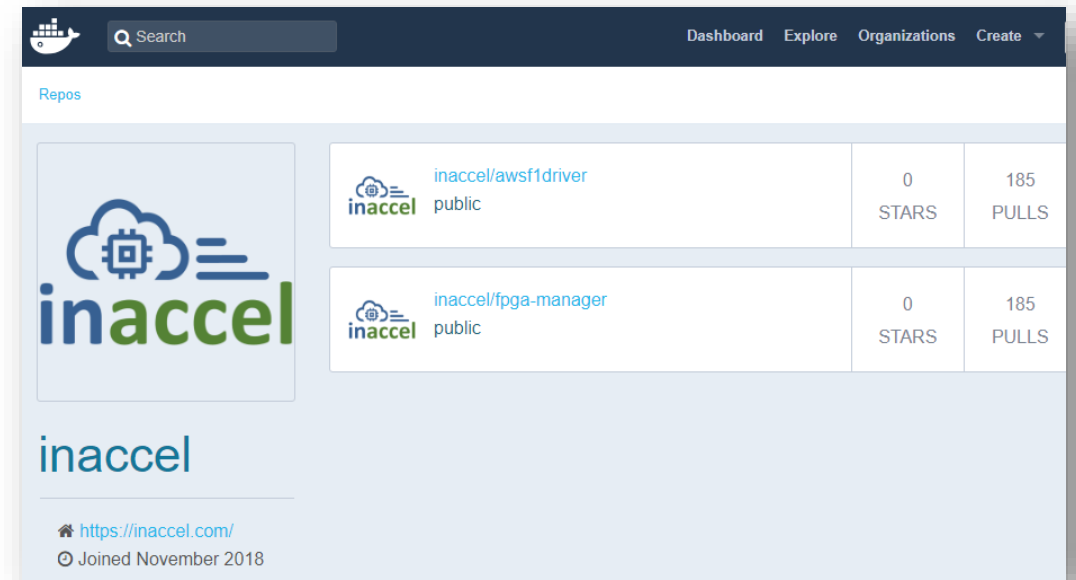 Search
Dashboard Explore Organizations Create
Repos
inaccel
inaccel
https://inaccel.com/
Joined November 2018
inaccel
inaccel/awsf1driver
public
0
STARS
185
PULLS
inaccel
inaccel/fpga-manager
public
0
STARS
185
PULLS